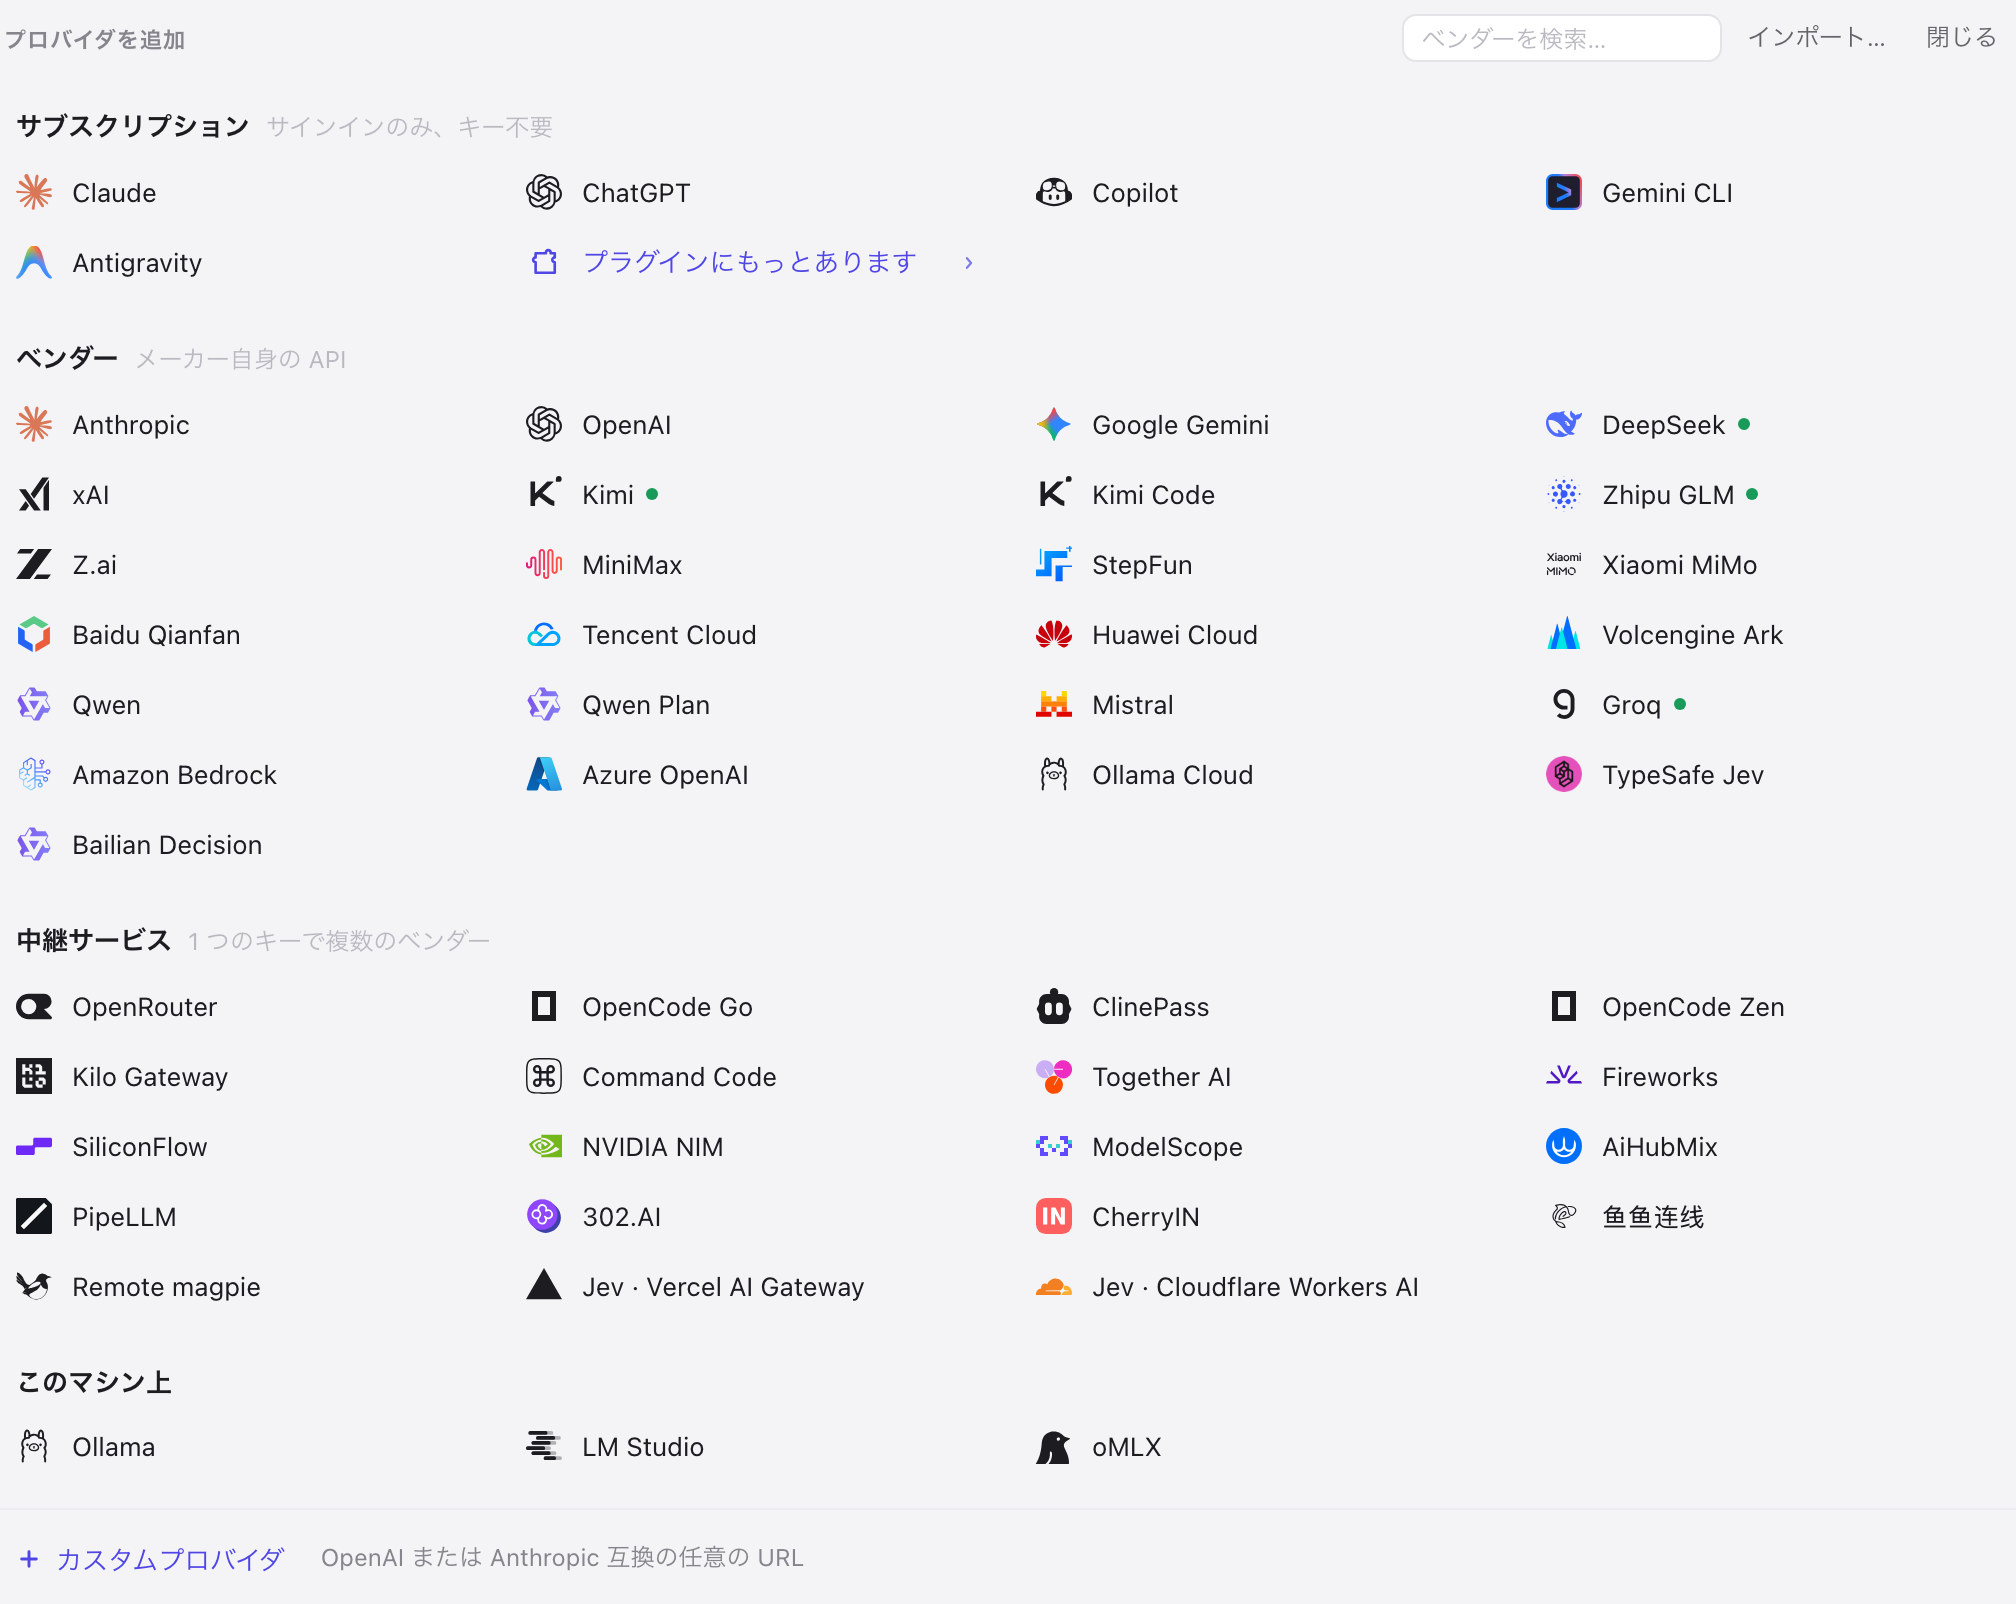 プロバイダを追加
ベンダーを検索...
インポート...
閉じる
サブスクリプション サインインのみ、キー不要
Claude
ChatGPT
Copilot
Gemini CLI
Antigravity
プラグインにもっとあります ›
ベンダー メーカー自身の API
Anthropic
OpenAI
Google Gemini
DeepSeek
xAI
Kimi
Kimi Code
Zhipu GLM
Z.ai
MiniMax
StepFun
Xiaomi MIMO
Xiaomi MiMo
Baidu Qianfan
Tencent Cloud
Huawei Cloud
Volcengine Ark
Qwen
Qwen Plan
Mistral
Groq
Amazon Bedrock
Azure OpenAI
Ollama Cloud
TypeSafe Jev
Bailian Decision
中継サービス 1 つのキーで複数のベンダー
OpenRouter
OpenCode Go
ClinePass
OpenCode Zen
Kilo Gateway
Command Code
Together AI
Fireworks
SiliconFlow
NVIDIA NIM
ModelScope
AiHubMix
PipeLLM
302.AI
IN
CherryIN
鱼鱼连线
Remote magpie
Jev · Vercel AI Gateway
Jev · Cloudflare Workers AI
このマシン上
Ollama
LM Studio
oMLX
+ カスタムプロバイダ OpenAI または Anthropic 互換の任意の URL